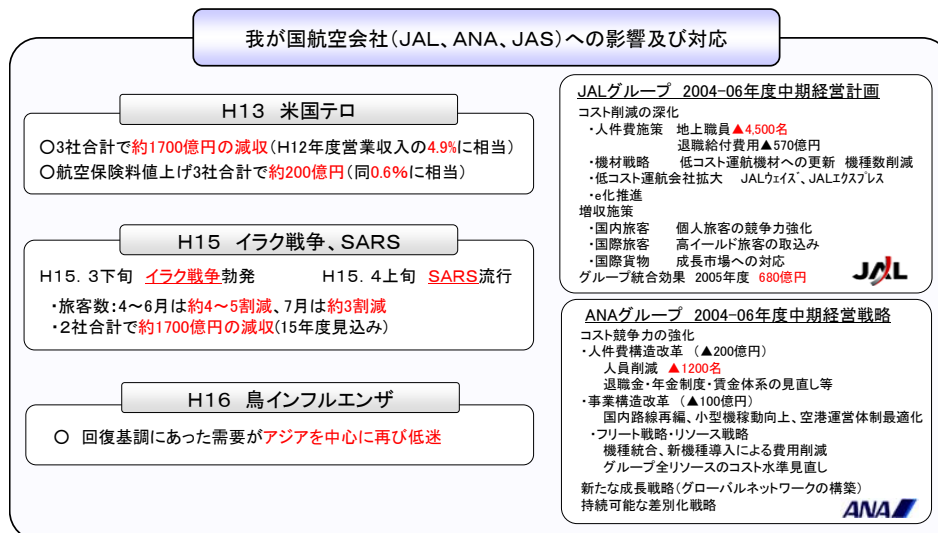 我が国航空会社（JAL、ANA、JAS）への影響及び対応
H13 米国テロ
○3社合計で約1700億円の減収（H12年度営業収入の4.9%に相当）
○航空保険料値上げ3社合計で約200億円（同0.6%に相当）
H15 イラク戦争、SARS
H15．3下旬 イラク戦争勃発 H15．4上旬 SARS流行
・旅客数：4～6月は約4～5割減、7月は約3割減
・2社合計で約1700億円の減収（15年度見込み）
H16 鳥インフルエンザ
○ 回復基調にあった需要がアジアを中心に再び低迷
JALグループ 2004-06年度中期経営計画
コスト削減の深化
・人件費施策 地上職員▲4,500名
退職給付費用▲570億円
・機材戦略 低コスト運航機材への更新 機種数削減
・低コスト運航会社拡大 JALウェイズ、JALエクスプレス
・e化推進
増収施策
・国内旅客 個人旅客の競争力強化
・国際旅客 高イールド旅客の取込み
・国際貨物 成長市場への対応
グループ統合効果 2005年度 680億円
JAL
ANAグループ 2004-06年度中期経営戦略
コスト競争力の強化
・人件費構造改革 （▲200億円）
人員削減 ▲1200名
退職金・年金制度・賃金体系の見直し等
・事業構造改革 （▲100億円）
国内路線再編、小型機稼動向上、空港運営体制最適化
・フリート戦略・リソース戦略
機種統合、新機種導入による費用削減
グループ全リソースのコスト水準見直し
新たな成長戦略（グローバルネットワークの構築）
持続可能な差別化戦略
ANA